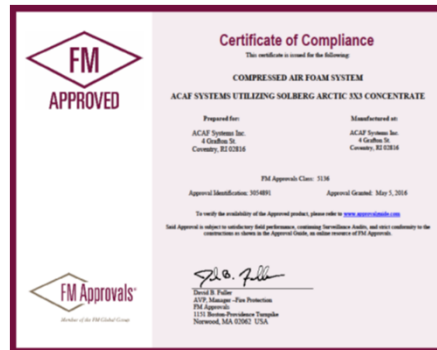 FM
APPROVED
Certificate of Compliance
This certificate is issued for the following:
COMPRESSED AIR FOAM SYSTEM
ACAF SYSTEMS UTILIZING SOLBERG ARCTIC 3X3 CONCENTRATE
Prepared for:
ACAF Systems Inc.
4 Grafton St.
Coventry, RI 02816
Manufactured at:
ACAF Systems Inc.
4 Grafton St.
Coventry, RI 02816
FM Approvals Class: 5130
Approval Identification: 3054891
Approval Granted: May 5, 2016
To verify the availability of the Approved product, please refer to www.approvalguide.com
Said Approval is subject to satisfactory field performance, continuing Surveillance Audits, and strict conformity to the
constructions as shown in the Approval Guide, an online resource of FM Approvals.
David B. Fuller
AVP, Manager -Fire Protection
FM Approvals
1151 Boston-Providence Turnpike
Norwood, MA 02062 USA
FM Approvals
Member of the FM Global Group